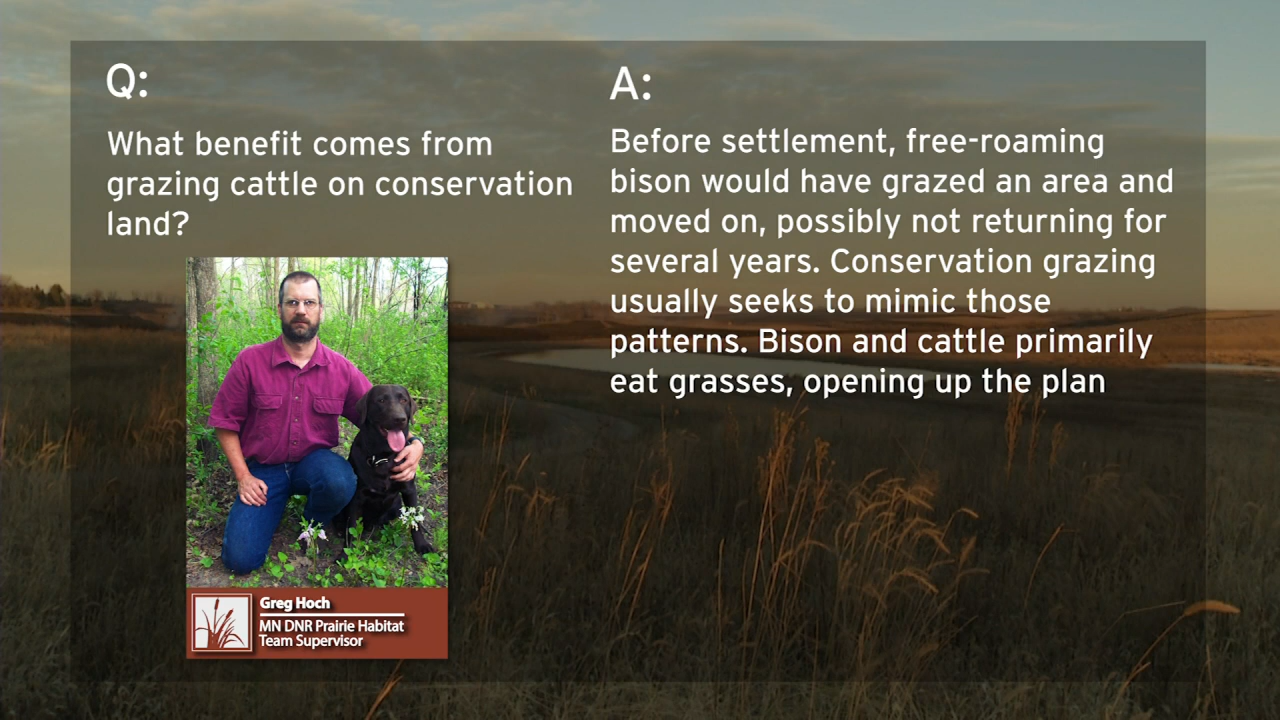 Q:
What benefit comes from
grazing cattle on conservation
land?
Greg Hoch
MN DNR Prairie Habitat
Team Supervisor
A:
Before settlement, free-roaming
bison would have grazed an area and
moved on, possibly not returning for
several years. Conservation grazing
usually seeks to mimic those
patterns. Bison and cattle primarily
eat grasses, opening up the plan